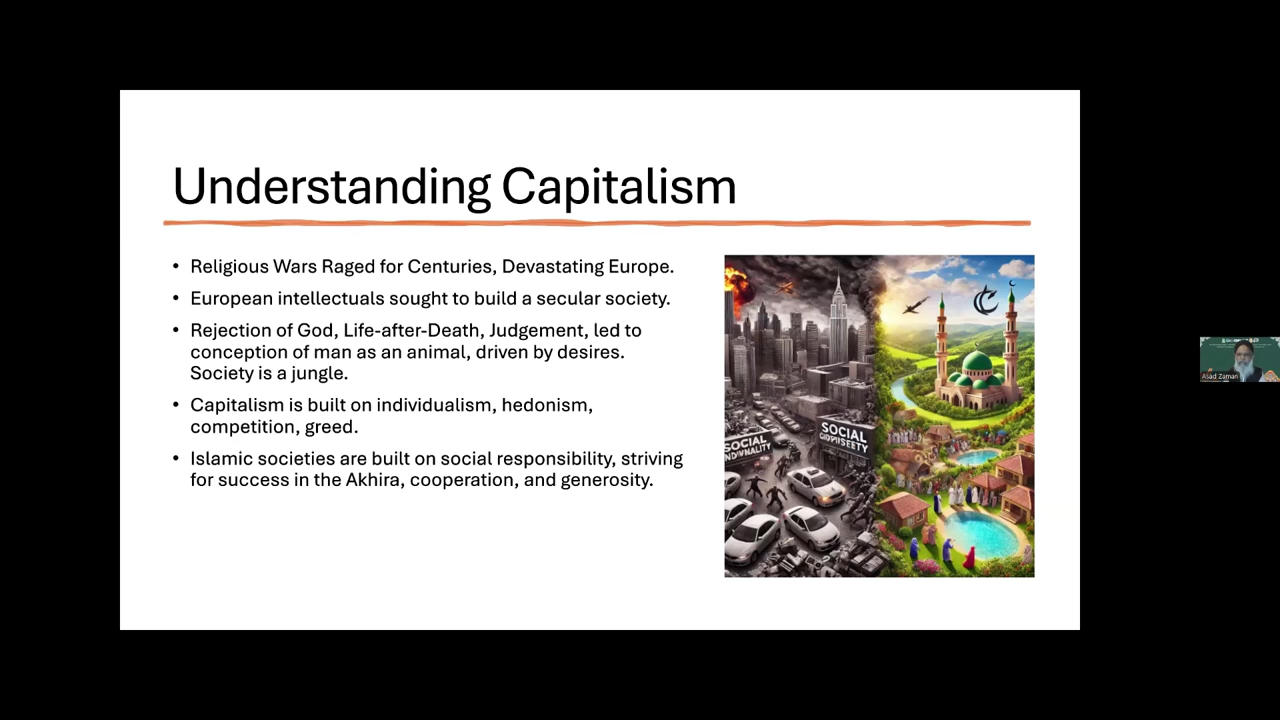 Understanding Capitalism
• Religious Wars Raged for Centuries, Devastating Europe.
• European intellectuals sought to build a secular society.
• Rejection of God, Life-after-Death, Judgement, led to
conception of man as an animal, driven by desires.
Society is a jungle.
• Capitalism is built on individualism, hedonism,
competition, greed.
• Islamic societies are built on social responsibility, striving
for success in the Akhira, cooperation, and generosity.
SOCIAL
SOCIAL
Asad Zaman